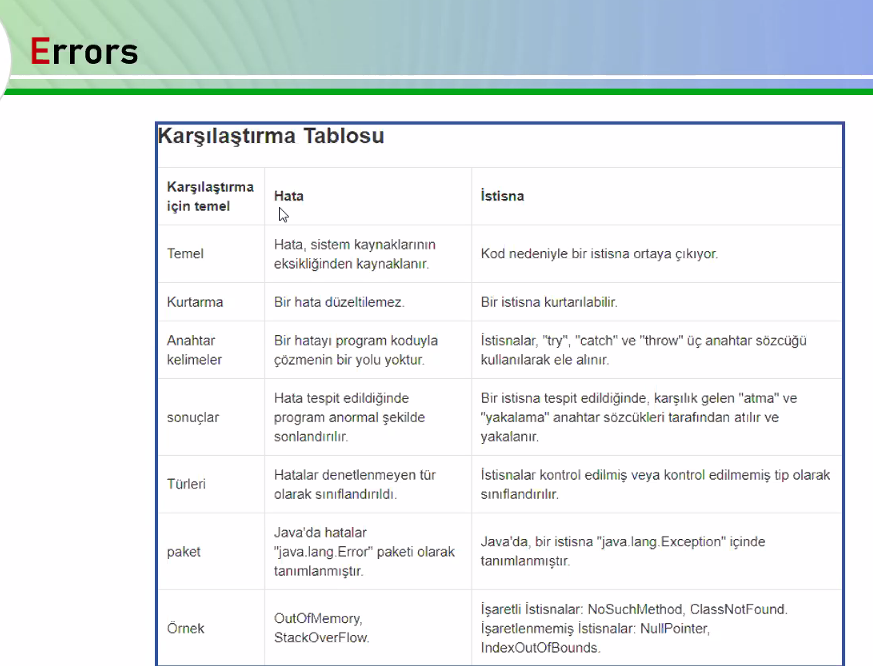 Errors
Karşılaştırma Tablosu
Karşılaştırma
için temel
Hata
İstisna
Temel
Hata, sistem kaynaklarının
eksikliğinden kaynaklanır.
Kod nedeniyle bir istisna ortaya çıkıyor.
Kurtarma
Bir hata düzeltilemez.
Bir istisna kurtarılabilir.
Anahtar
kelimeler
Bir hatayı program koduyla
çözmenin bir yolu yoktur.
İstisnalar, "try", "catch" ve "throw" üç anahtar sözcüğü
kullanılarak ele alınır.
sonuçlar
Hata tespit edildiğinde
program anormal şekilde
sonlandırılır.
Bir istisna tespit edildiğinde, karşılık gelen "atma" ve
"yakalama" anahtar sözcükleri tarafından atılır ve
yakalanır.
Türleri
Hatalar denetlenmeyen tür
olarak sınıflandırıldı.
İstisnalar kontrol edilmiş veya kontrol edilmemiş tip olarak
sınıflandırılır.
paket
Java'da hatalar
"java.lang.Error" paketi olarak
tanımlanmıştır.
Java'da, bir istisna "java.lang.Exception" içinde
tanımlanmıştır.
Örnek
OutOfMemory,
StackOverFlow.
İşaretli İstisnalar: NoSuchMethod, ClassNotFound.
İşaretlenmemiş İstisnalar: NullPointer,
IndexOutOfBounds.